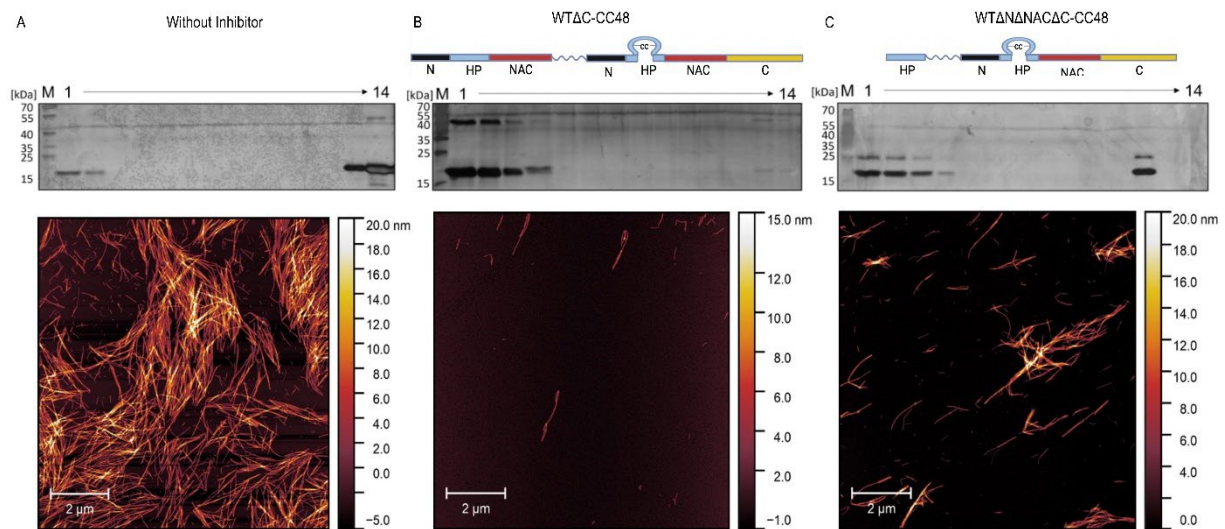 A
Without Inhibitor
[kDa] M 1 14
70
55
40
35
25
15
20.0 nm
18.0
16.0
14.0
12.0
10.0
8.0
6.0
4.0
2.0
0.0
−5.0
2 µm
B
WTΔC-CC48
cc
N HP NAC N HP NAC C
[kDa] M 1 14
70
55
40
35
25
15
15.0 nm
12.0
10.0
8.0
6.0
4.0
2.0
−1.0
2 µm
C
WTΔNΔNACΔC-CC48
cc
HP N HP NAC C
[kDa] M 1 14
70
55
40
35
25
15
20.0 nm
18.0
16.0
14.0
12.0
10.0
8.0
6.0
4.0
2.0
0.0
2 µm